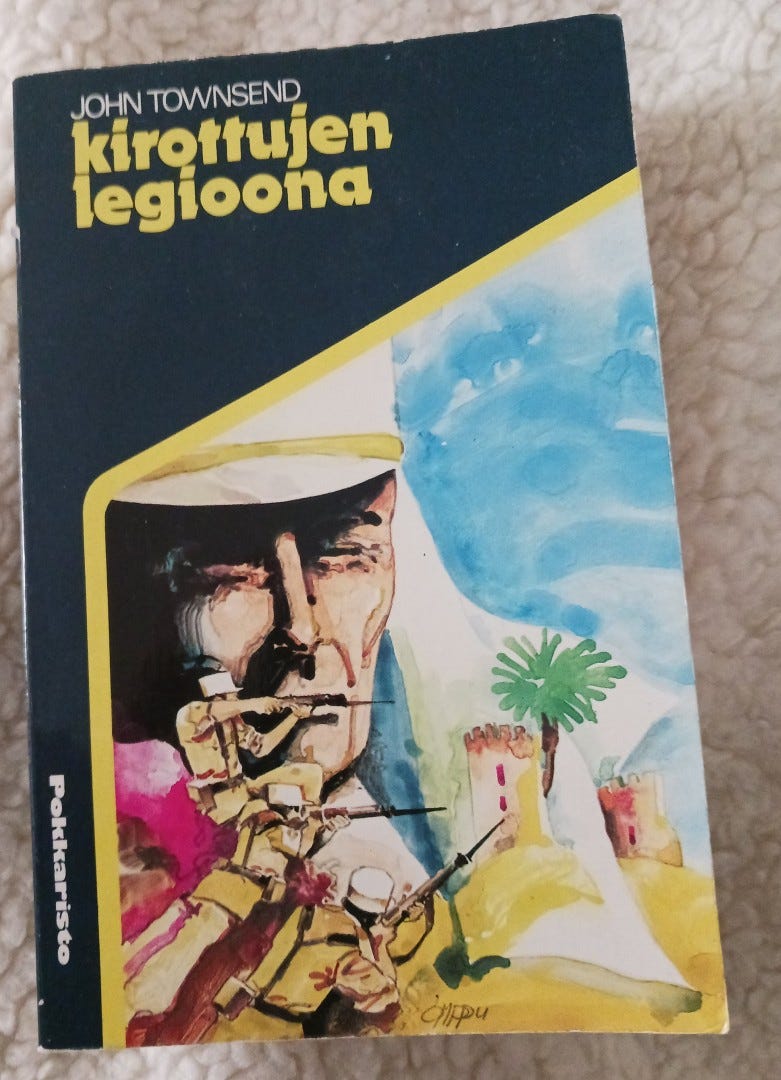 JOHN TOWNSEND
kirottujen
legioona
Pokkaristo